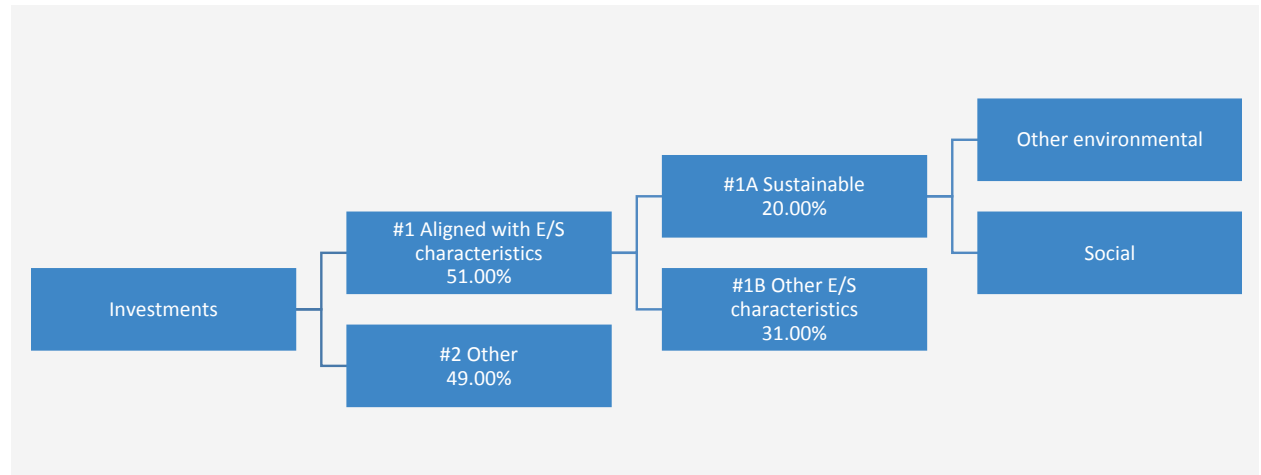 Investments
#1 Aligned with E/S
characteristics
51.00%
#2 Other
49.00%
#1A Sustainable
20.00%
#1B Other E/S
characteristics
31.00%
Other environmental
Social